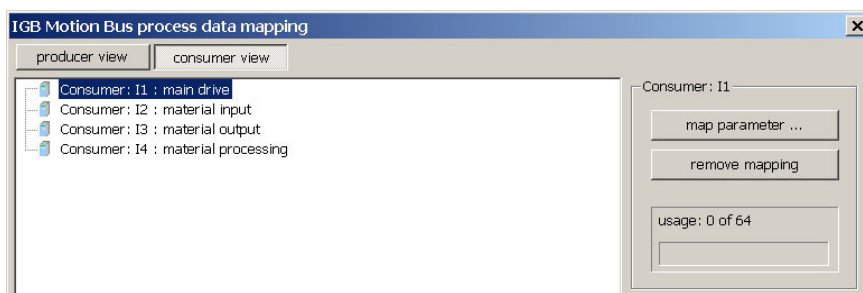 IGB Motion Bus process data mapping
producer view consumer view
Consumer: I1 : main drive
Consumer: I2 : material input
Consumer: I3 : material output
Consumer: I4 : material processing
Consumer: I1
map parameter ...
remove mapping
usage: 0 of 64